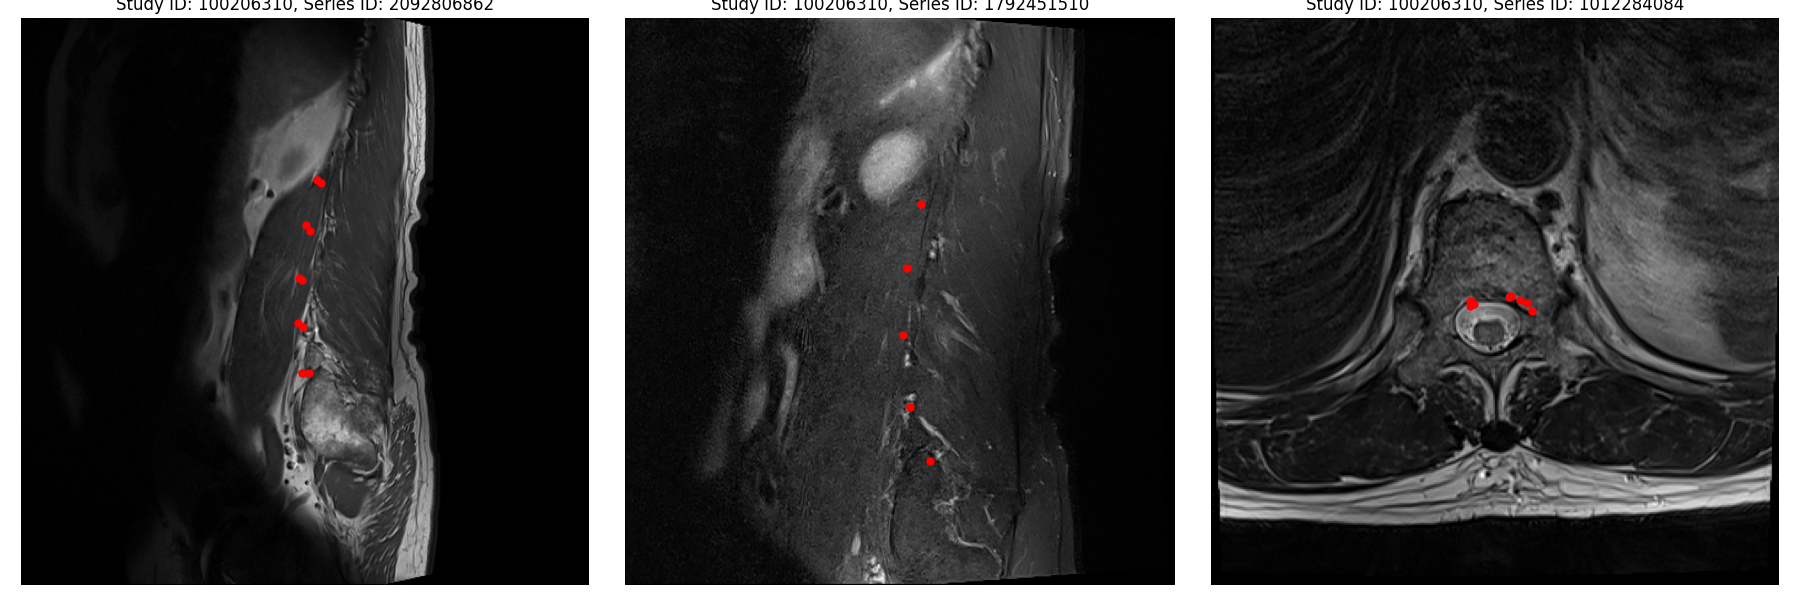 Study ID: 100206310, Series ID: 2092806862
Study ID: 100206310, Series ID: 1792451510
Study ID: 100206310, Series ID: 1012284084